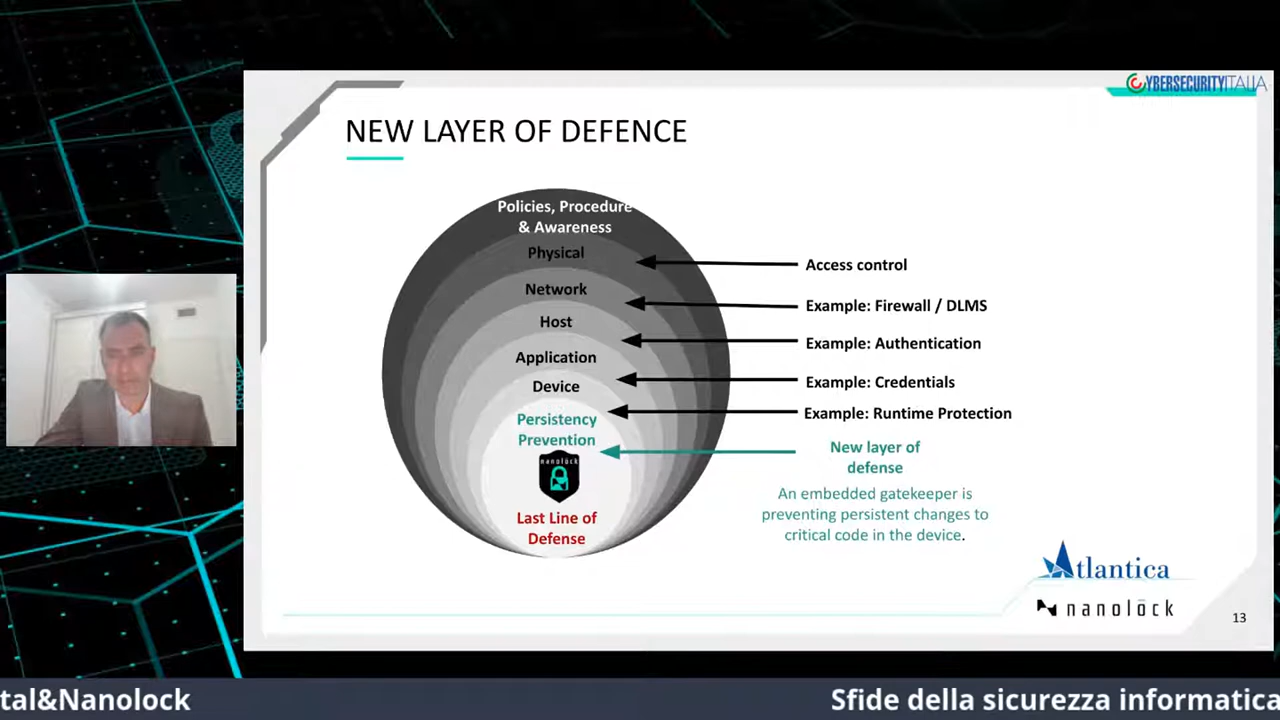 CYBERSECURITYITALIA
NEW LAYER OF DEFENCE
Policies, Procedure
& Awareness
Physical
Network
Host
Application
Device
Persistency
Prevention
nanolock
Last Line of
Defense
Access control
Example: Firewall / DLMS
Example: Authentication
Example: Credentials
Example: Runtime Protection
New layer of
defense
An embedded gatekeeper is
preventing persistent changes to
critical code in the device.
Atlantica
nanolōck
13
tal&Nanolock
Sfide della sicurezza informatica